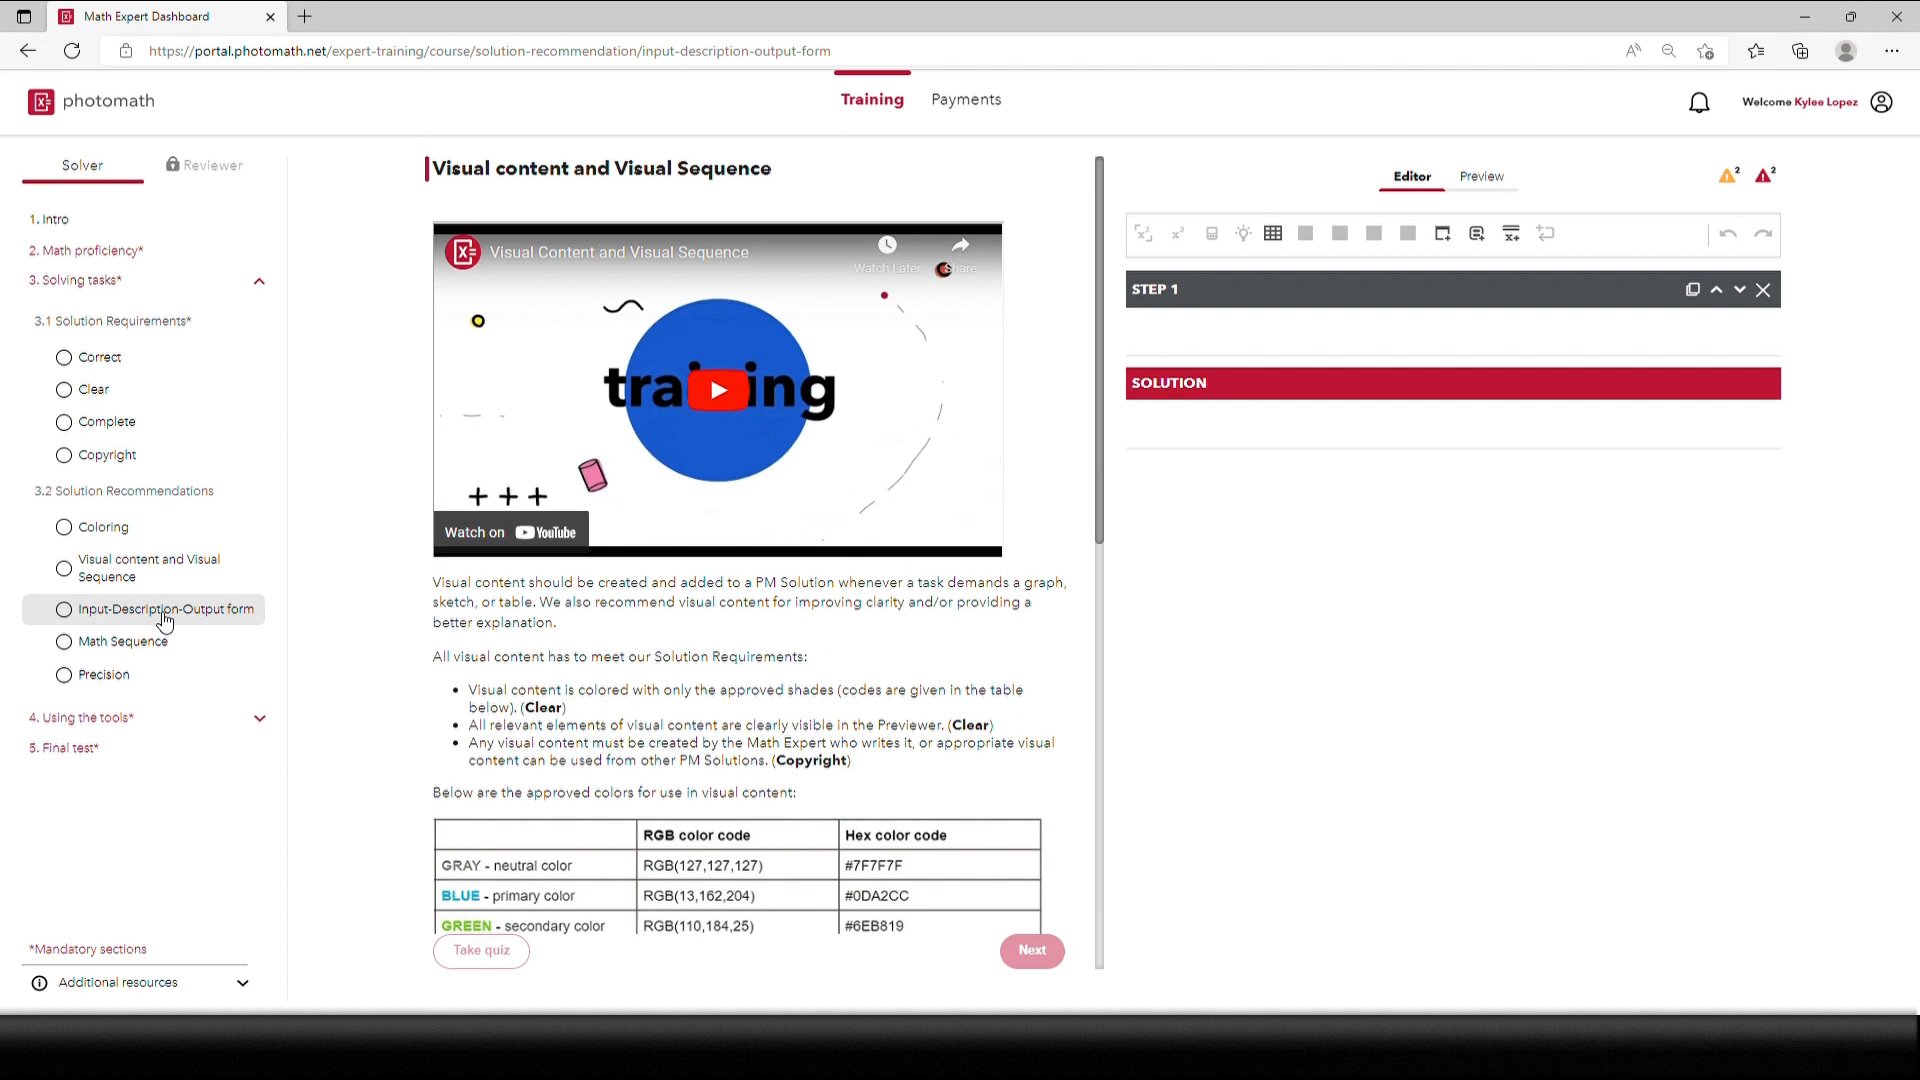 Math Expert Dashboard
https://portal.photomath.net/expert-training/course/solution-recommendation/input-description-output-form
photomath
Training
Payments
Welcome Kylee Lopez
Solver
Reviewer
1. Intro
2. Math proficiency*
3. Solving tasks*
3.1 Solution Requirements*
Correct
Clear
Complete
Copyright
3.2 Solution Recommendations
Coloring
Visual content and Visual
Sequence
Input-Description-Output form
Math Sequence
Precision
4. Using the tools*
5. Final test*
*Mandatory sections
Additional resources
Visual content and Visual Sequence
Visual Content and Visual Sequence
Watch Later
Share
training
Watch on YouTube
Visual content should be created and added to a PM Solution whenever a task demands a graph,
sketch, or table. We also recommend visual content for improving clarity and/or providing a
better explanation.
All visual content has to meet our Solution Requirements:
• Visual content is colored with only the approved shades (codes are given in the table
below). (Clear)
• All relevant elements of visual content are clearly visible in the Previewer. (Clear)
• Any visual content must be created by the Math Expert who writes it, or appropriate visual
content can be used from other PM Solutions. (Copyright)
Below are the approved colors for use in visual content:
RGB color code Hex color code
GRAY - neutral color RGB(127,127,127) #7F7F7F
BLUE - primary color RGB(13,162,204) #0DA2CC
GREEN - secondary color RGB(110,184,25) #6EB819
Take quiz
Next
Editor
Preview
2
2
STEP 1
SOLUTION